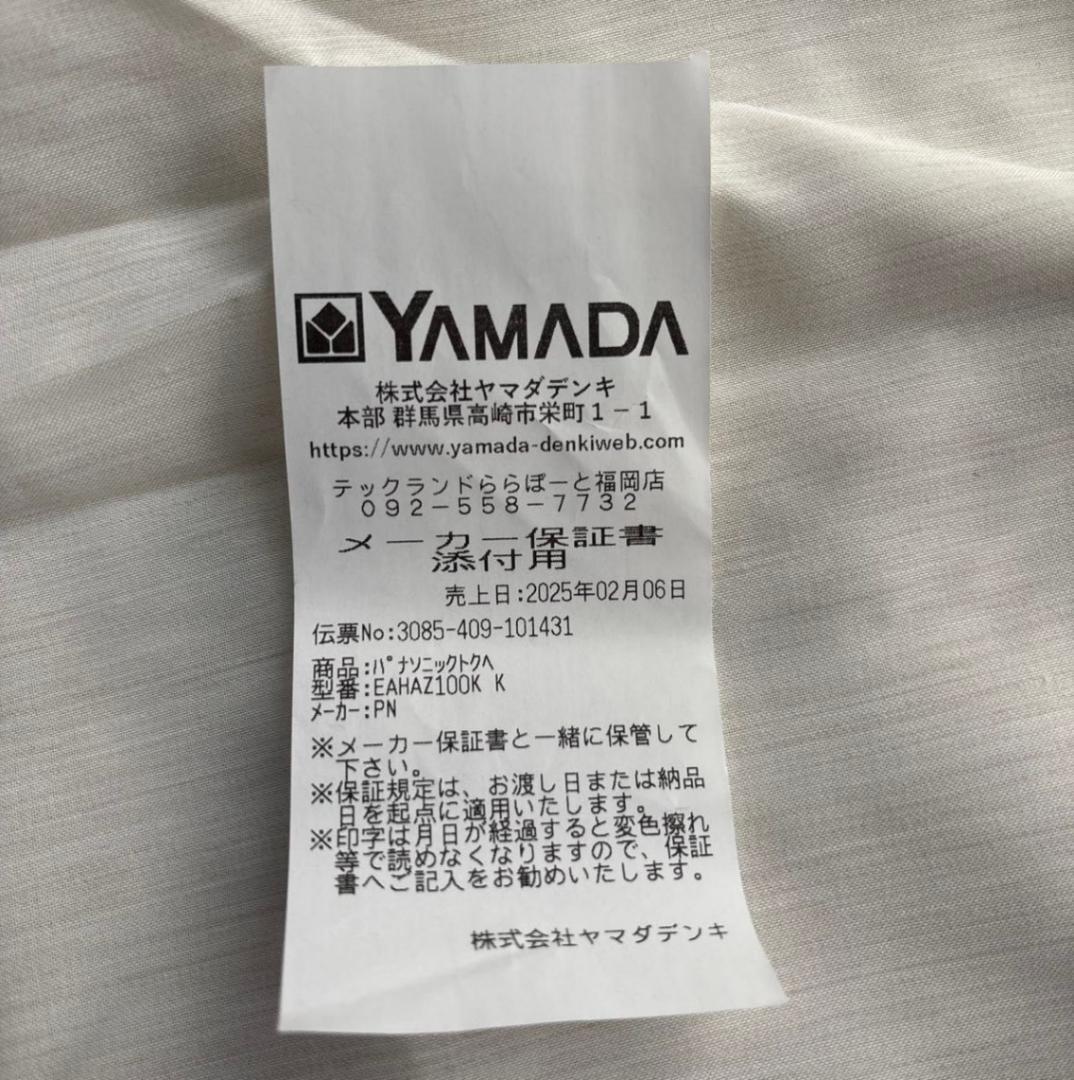 YAMADA
株式会社ヤマダデンキ
本部 群馬県高崎市栄町１－１
https://www.yamada-denkiweb.com
テックランドららぽーと福岡店
０９２－５５８－７７３２
メーカー保証書
添付用
売上日:2025年02月06日
伝票No:3085-409-101431
商品:ﾊﾟﾅｿﾆｯｸﾄｸﾍ
型番:EAHAZ100K K
ﾒｰｶｰ:PN
※メーカー保証書と一緒に保管して
下さい。
※保証規定は、お渡し日または納品
日を起点に適用いたします。
※印字は月日が経過すると変色擦れ
等で読めなくなりますので、保証
書へご記入をお勧めいたします。
株式会社ヤマダデンキ